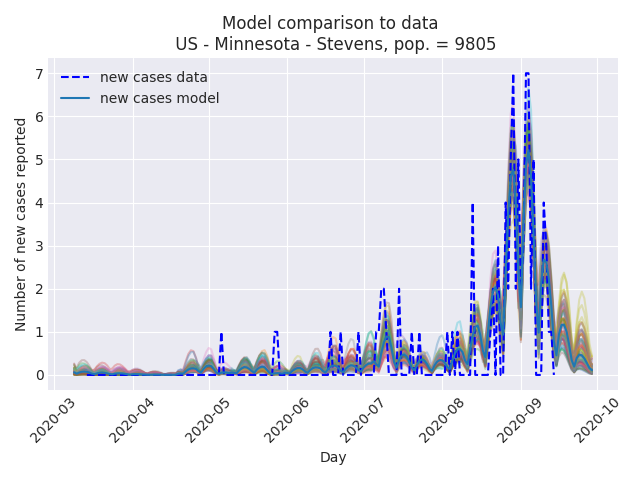 Model comparison to data
US - Minnesota - Stevens, pop. = 9805
new cases data
new cases model
Number of new cases reported
7
6
5
4
3
2
1
0
2020-03
2020-04
2020-05
2020-06
2020-07
2020-08
2020-09
2020-10
Day